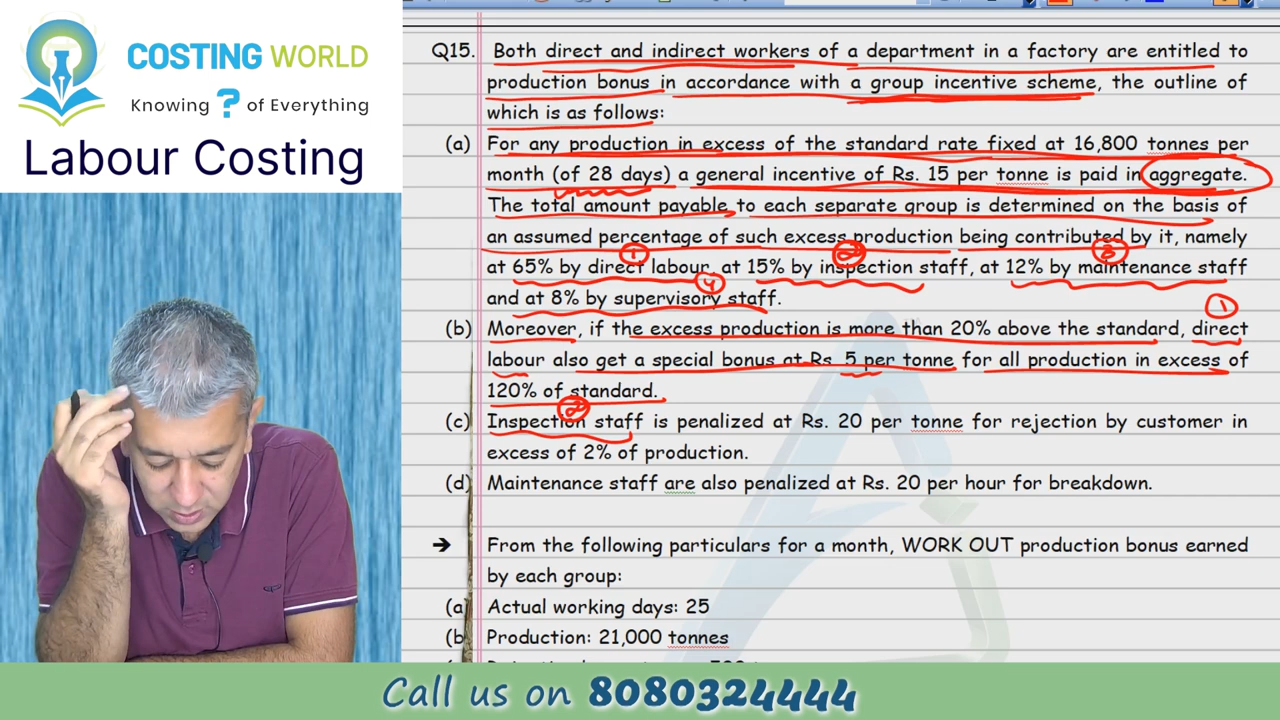 COSTING WORLD
Knowing ? of Everything
Labour Costing
Q15. Both direct and indirect workers of a department in a factory are entitled to
production bonus in accordance with a group incentive scheme, the outline of
which is as follows:
(a) For any production in excess of the standard rate fixed at 16,800 tonnes per
month (of 28 days) a general incentive of Rs. 15 per tonne is paid in aggregate.
The total amount payable to each separate group is determined on the basis of
an assumed percentage of such excess production being contributed by it, namely
at 65% by direct labour, at 15% by inspection staff, at 12% by maintenance staff
and at 8% by supervisory staff.
(b) Moreover, if the excess production is more than 20% above the standard, direct
labour also get a special bonus at Rs. 5 per tonne for all production in excess of
120% of standard.
(c) Inspection staff is penalized at Rs. 20 per tonne for rejection by customer in
excess of 2% of production.
(d) Maintenance staff are also penalized at Rs. 20 per hour for breakdown.
→ From the following particulars for a month, WORK OUT production bonus earned
by each group:
(a Actual working days: 25
(b Production: 21,000 tonnes
Call us on 8080324444